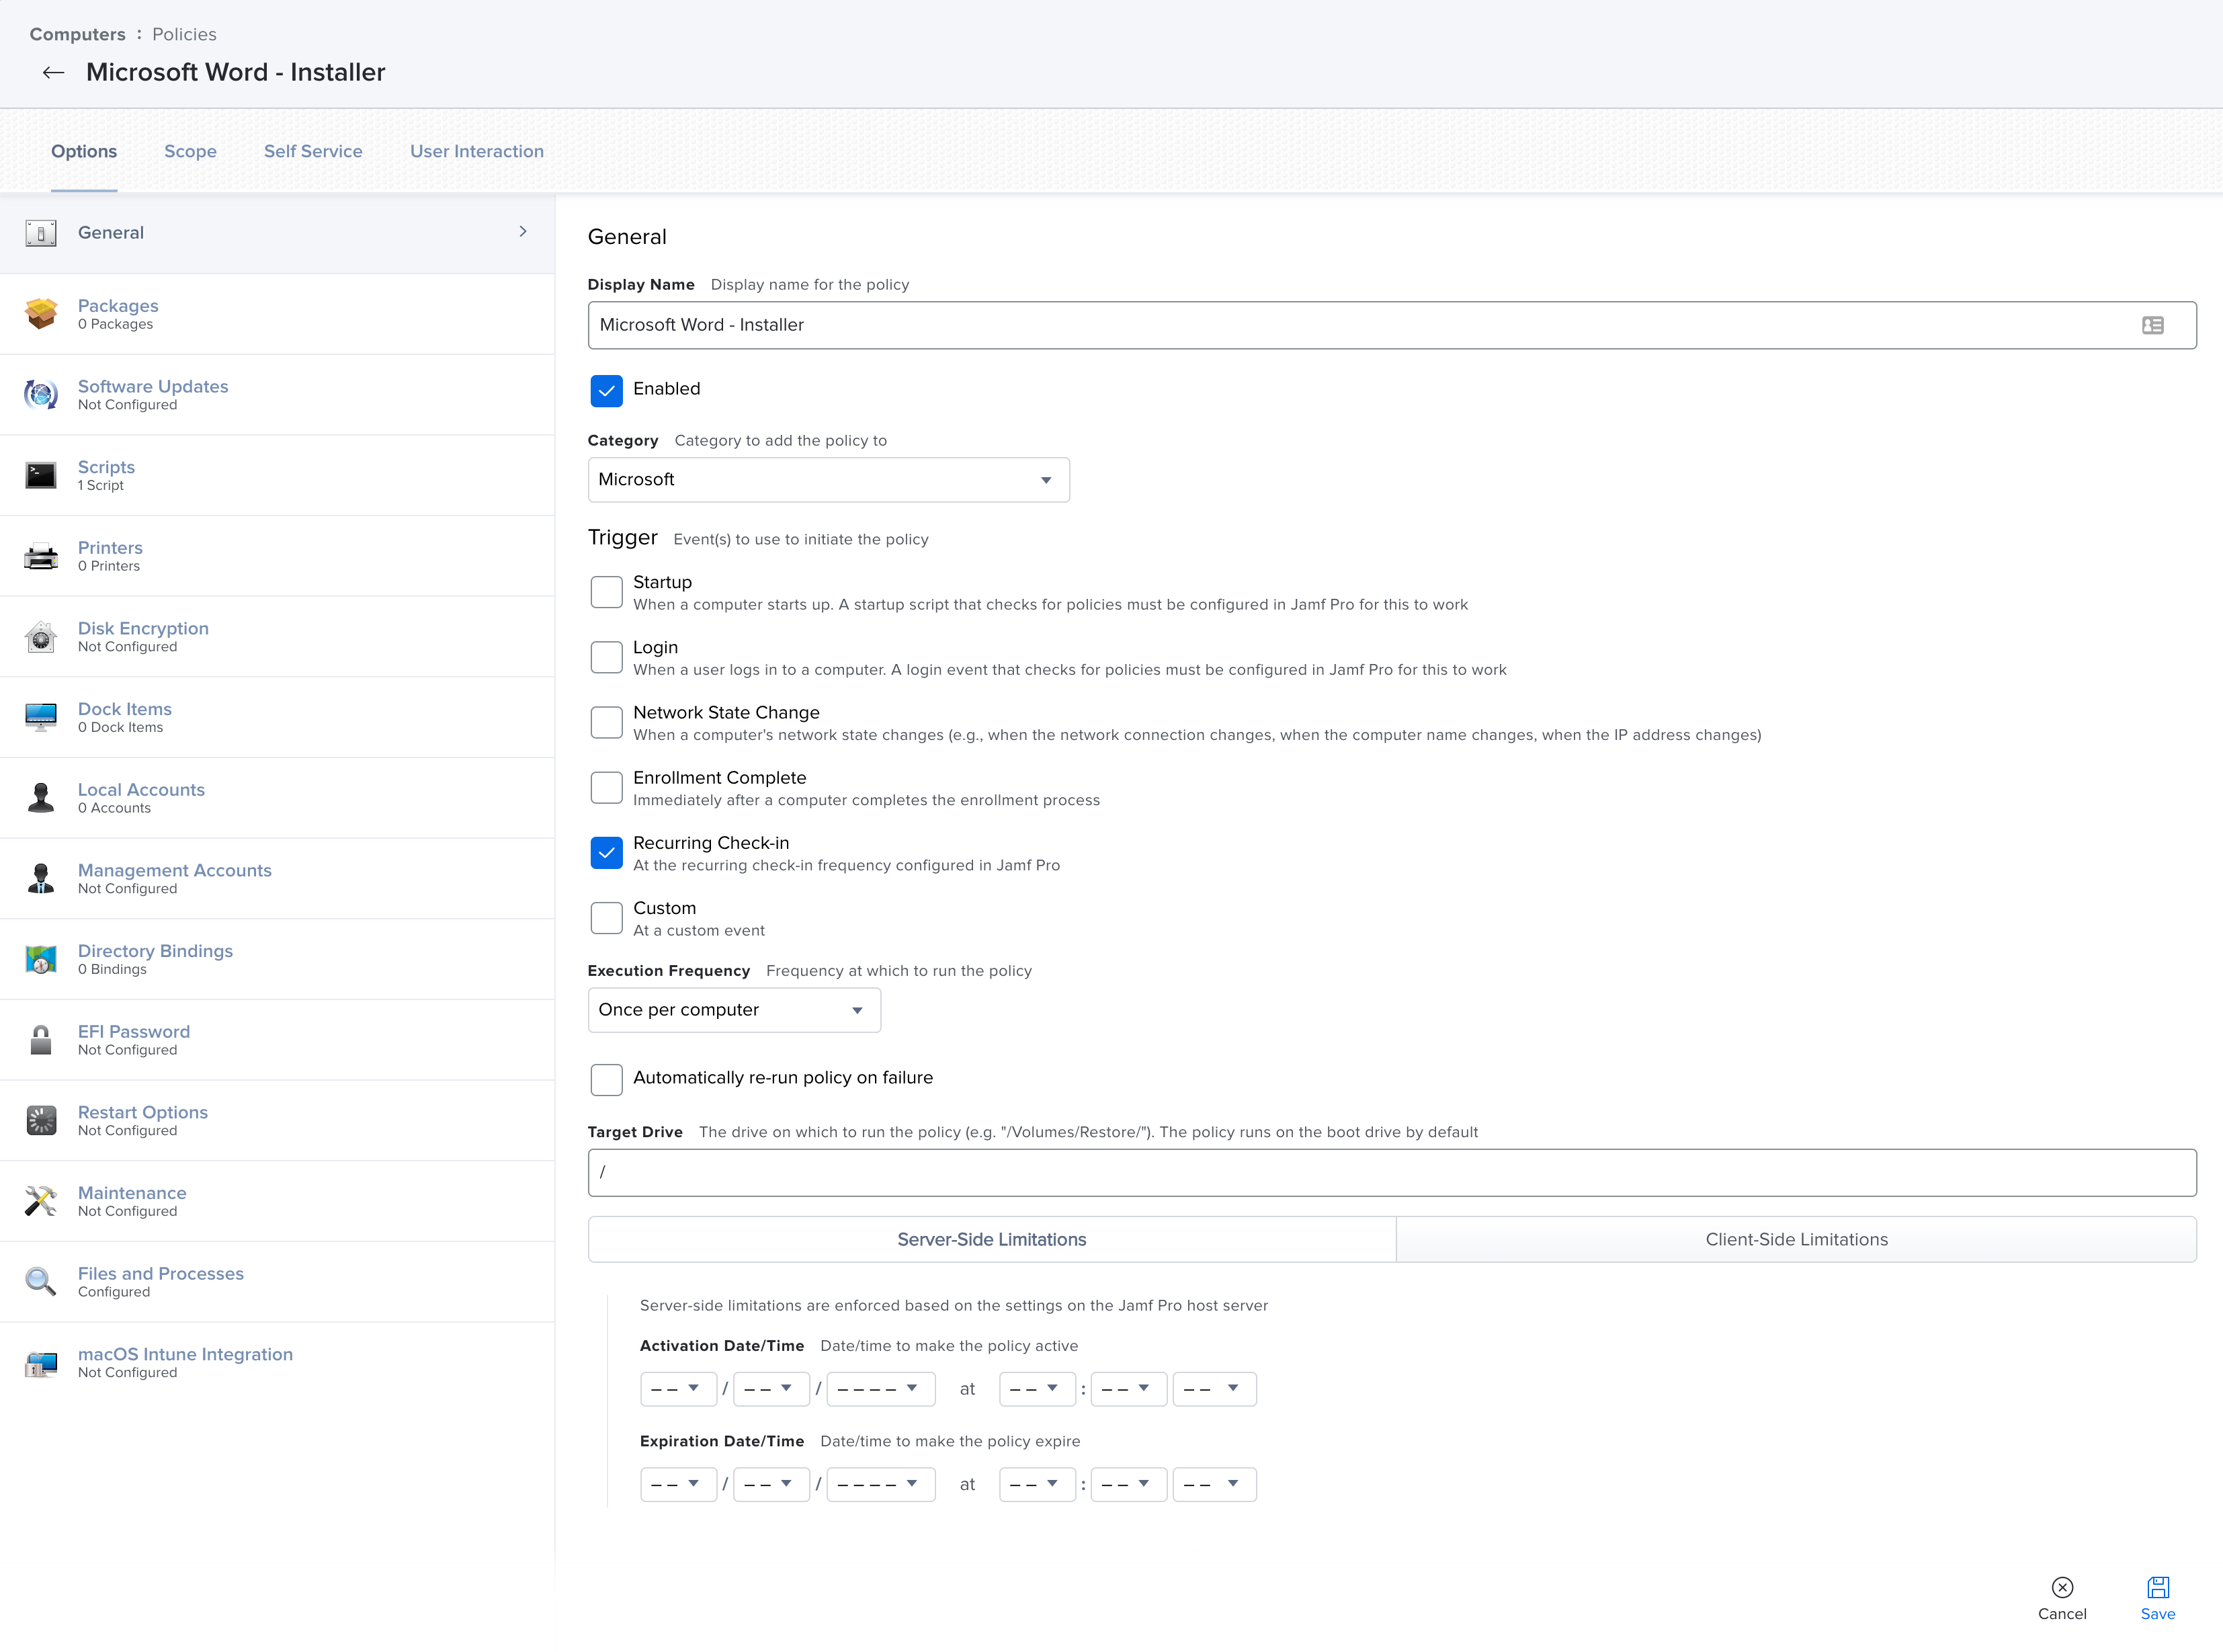 Computers : Policies
Microsoft Word - Installer
Options Scope Self Service User Interaction
General
Packages
0 Packages
Software Updates
Not Configured
Scripts
1 Script
Printers
0 Printers
Disk Encryption
Not Configured
Dock Items
0 Dock Items
Local Accounts
0 Accounts
Management Accounts
Not Configured
Directory Bindings
0 Bindings
EFI Password
Not Configured
Restart Options
Not Configured
Maintenance
Not Configured
Files and Processes
Configured
macOS Intune Integration
Not Configured
General
Display Name Display name for the policy
Microsoft Word - Installer
Enabled
Category Category to add the policy to
Microsoft
Trigger Event(s) to use to initiate the policy
Startup
When a computer starts up. A startup script that checks for policies must be configured in Jamf Pro for this to work
Login
When a user logs in to a computer. A login event that checks for policies must be configured in Jamf Pro for this to work
Network State Change
When a computer's network state changes (e.g., when the network connection changes, when the computer name changes, when the IP address changes)
Enrollment Complete
Immediately after a computer completes the enrollment process
Recurring Check-in
At the recurring check-in frequency configured in Jamf Pro
Custom
At a custom event
Execution Frequency Frequency at which to run the policy
Once per computer
Automatically re-run policy on failure
Target Drive The drive on which to run the policy (e.g. "/Volumes/Restore/"). The policy runs on the boot drive by default
/
Server-Side Limitations Client-Side Limitations
Server-side limitations are enforced based on the settings on the Jamf Pro host server
Activation Date/Time Date/time to make the policy active
-- / -- / ---- at -- : -- --
Expiration Date/Time Date/time to make the policy expire
-- / -- / ---- at -- : -- --
Cancel Save